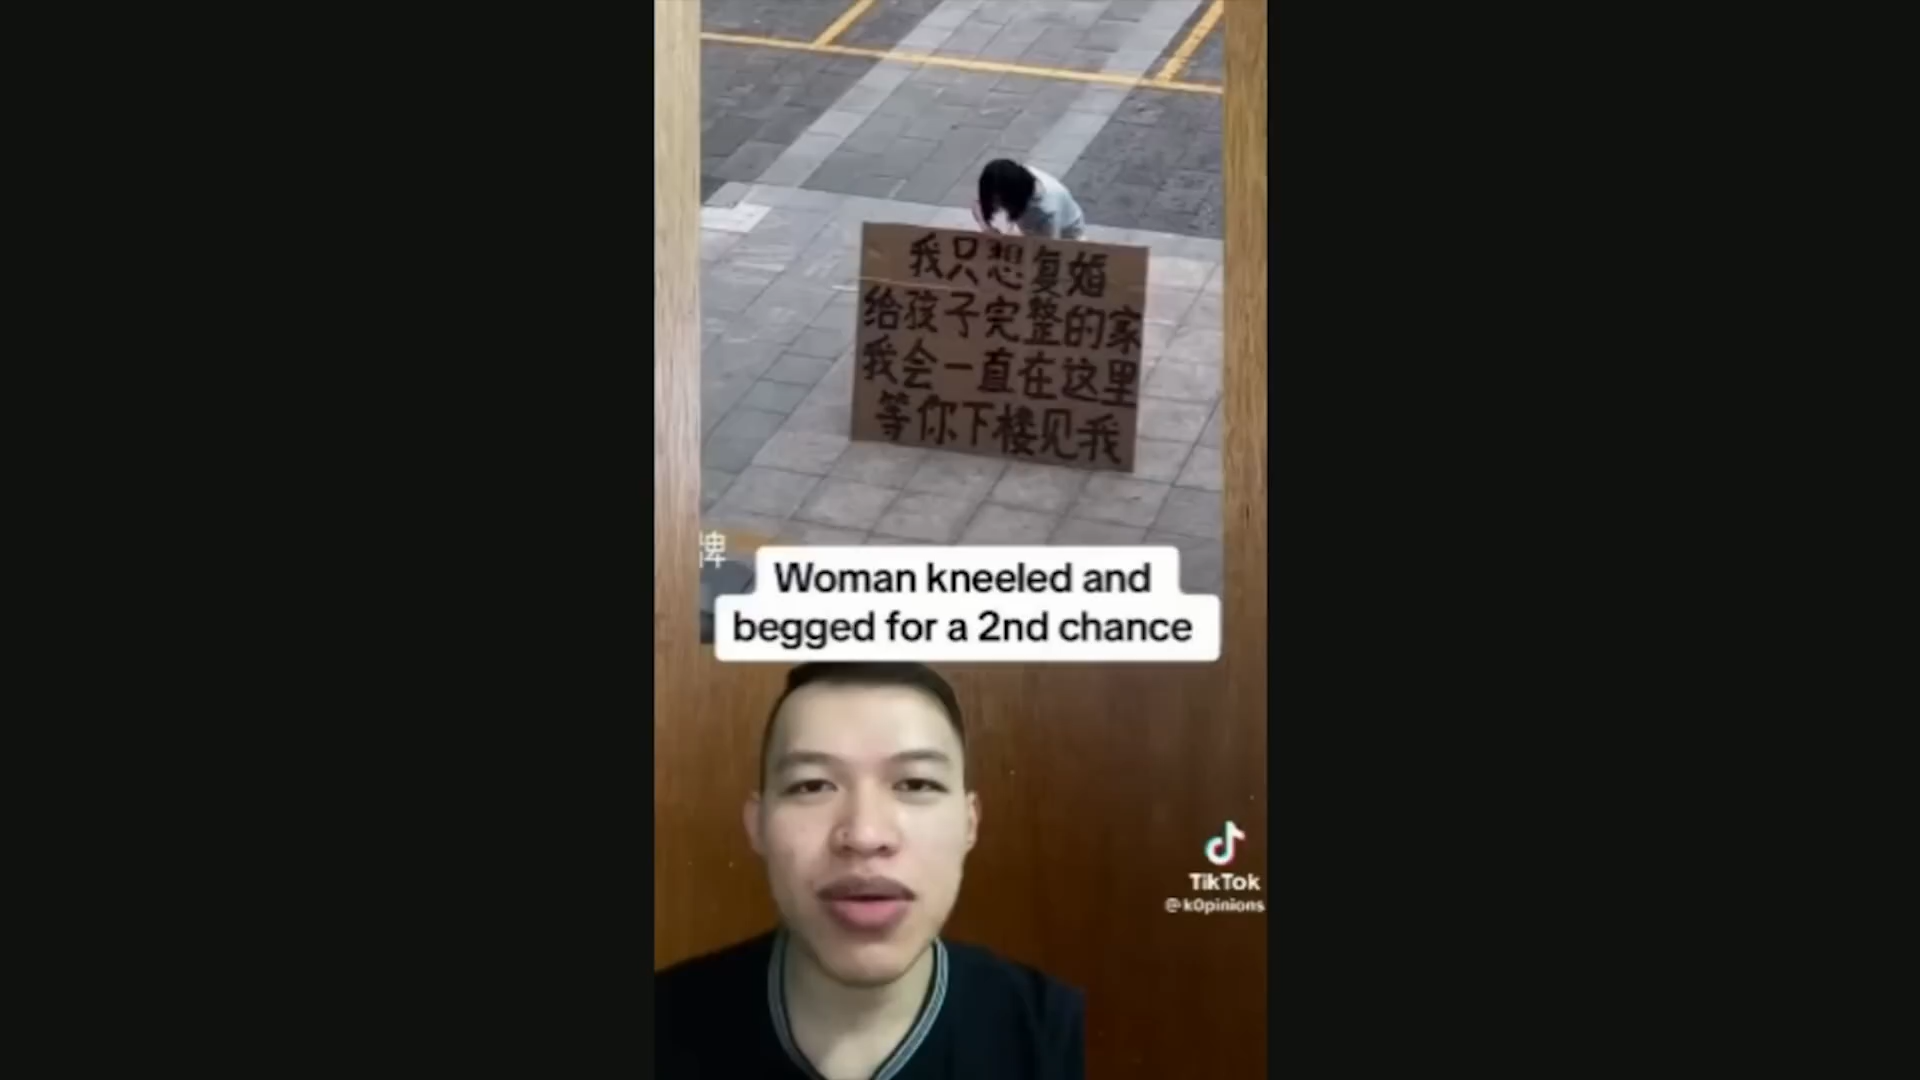 我只想复婚
给孩子完整的家
我会一直在这里
等你下楼见我
牌
Woman kneeled and
begged for a 2nd chance
TikTok
@k0pinions